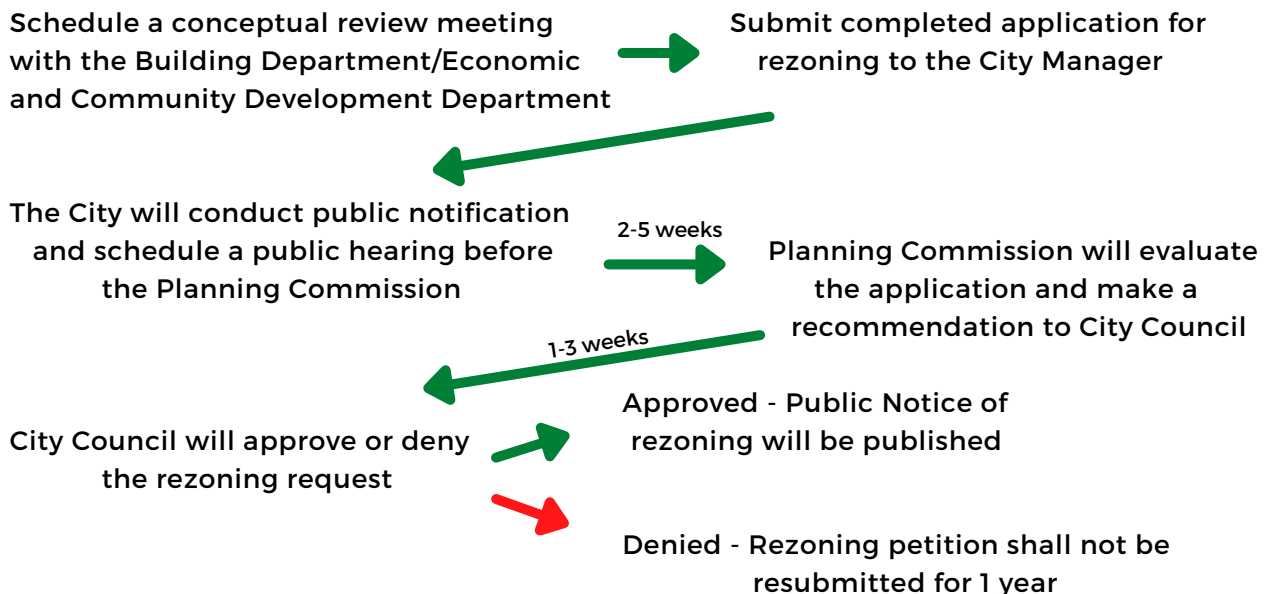 Schedule a conceptual review meeting
with the Building Department/Economic
and Community Development Department
Submit completed application for
rezoning to the City Manager
The City will conduct public notification
and schedule a public hearing before
the Planning Commission
2-5 weeks
Planning Commission will evaluate
the application and make a
recommendation to City Council
1-3 weeks
City Council will approve or deny
the rezoning request
Approved - Public Notice of
rezoning will be published
Denied - Rezoning petition shall not be
resubmitted for 1 year